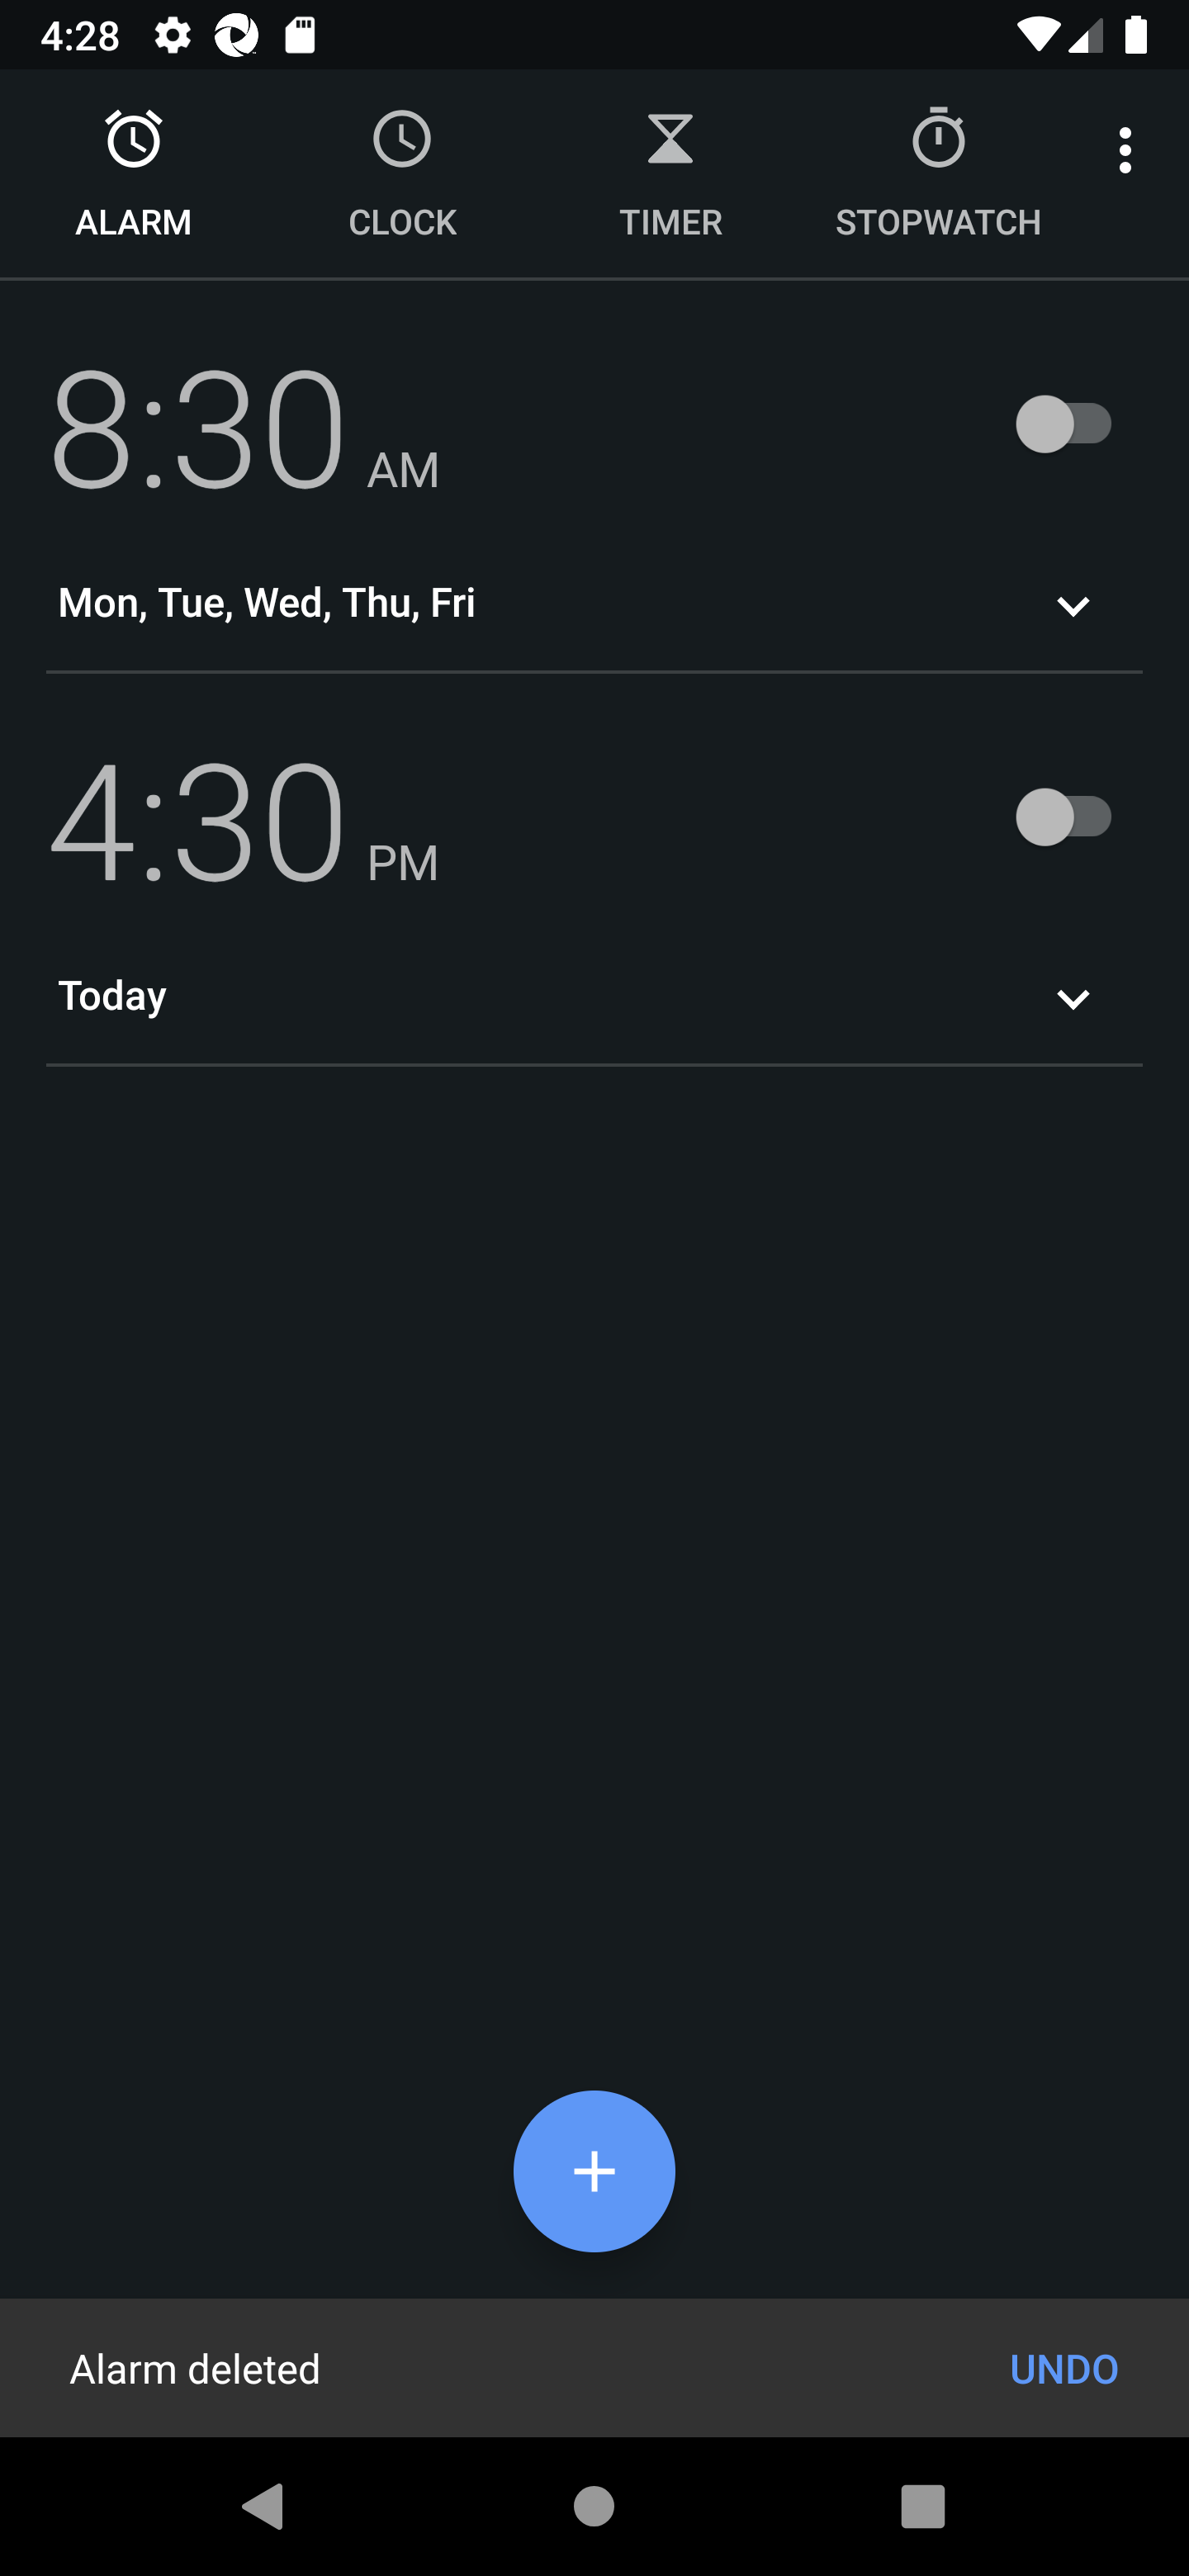 4:28
ALARM
CLOCK
TIMER
STOPWATCH
8:30 AM
Mon, Tue, Wed, Thu, Fri
4:30 PM
Today
Alarm deleted
UNDO